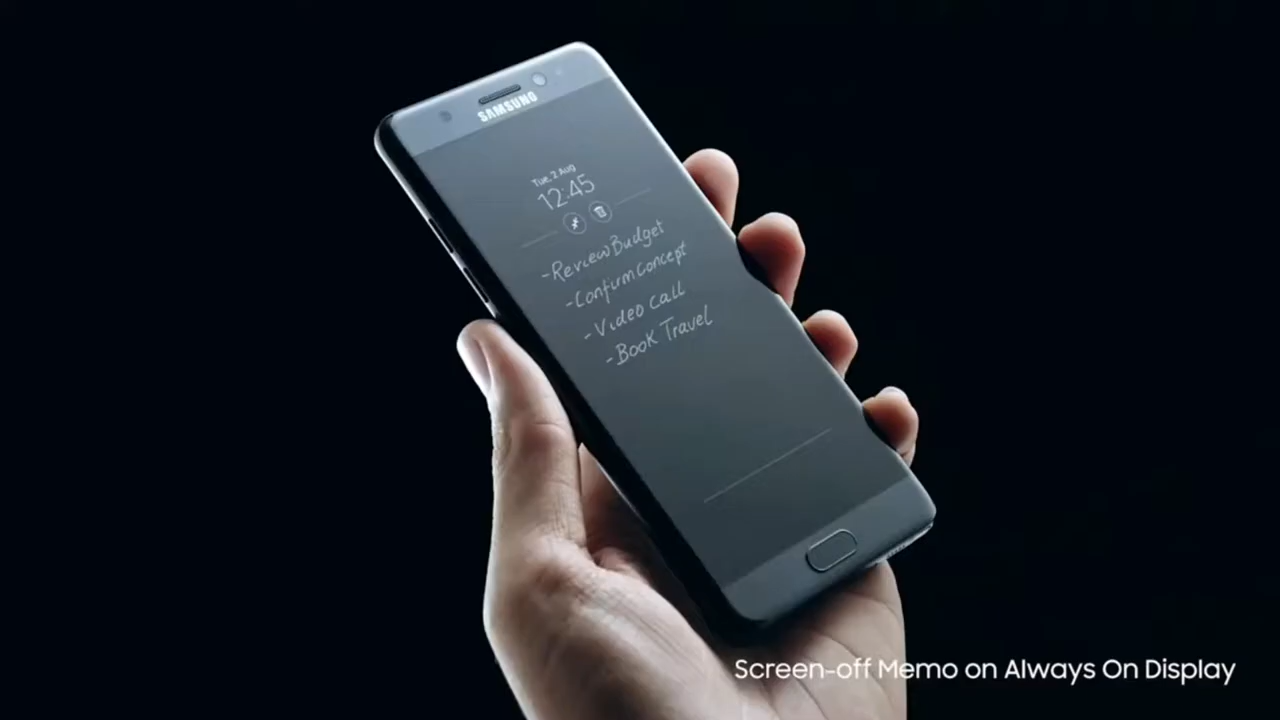 SAMSUNG
Tue, 2 Aug
12:45
-Review Budget
-Confirm concept
-Video call
-Book Travel
Screen-off Memo on Always On Display